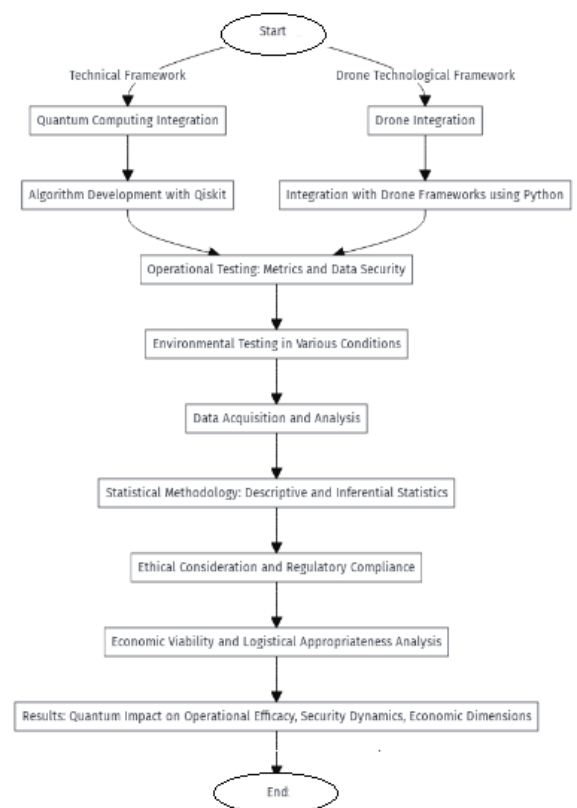 Start
Technical Framework
Drone Technological Framework
Quantum Computing Integration
Drone Integration
Algorithm Development with Qiskit
Integration with Drone Frameworks using Python
Operational Testing: Metrics and Data Security
Environmental Testing in Various Conditions
Data Acquisition and Analysis
Statistical Methodology: Descriptive and Inferential Statistics
Ethical Consideration and Regulatory Compliance
Economic Viability and Logistical Appropriateness Analysis
Results: Quantum Impact on Operational Efficacy, Security Dynamics, Economic Dimensions
End: